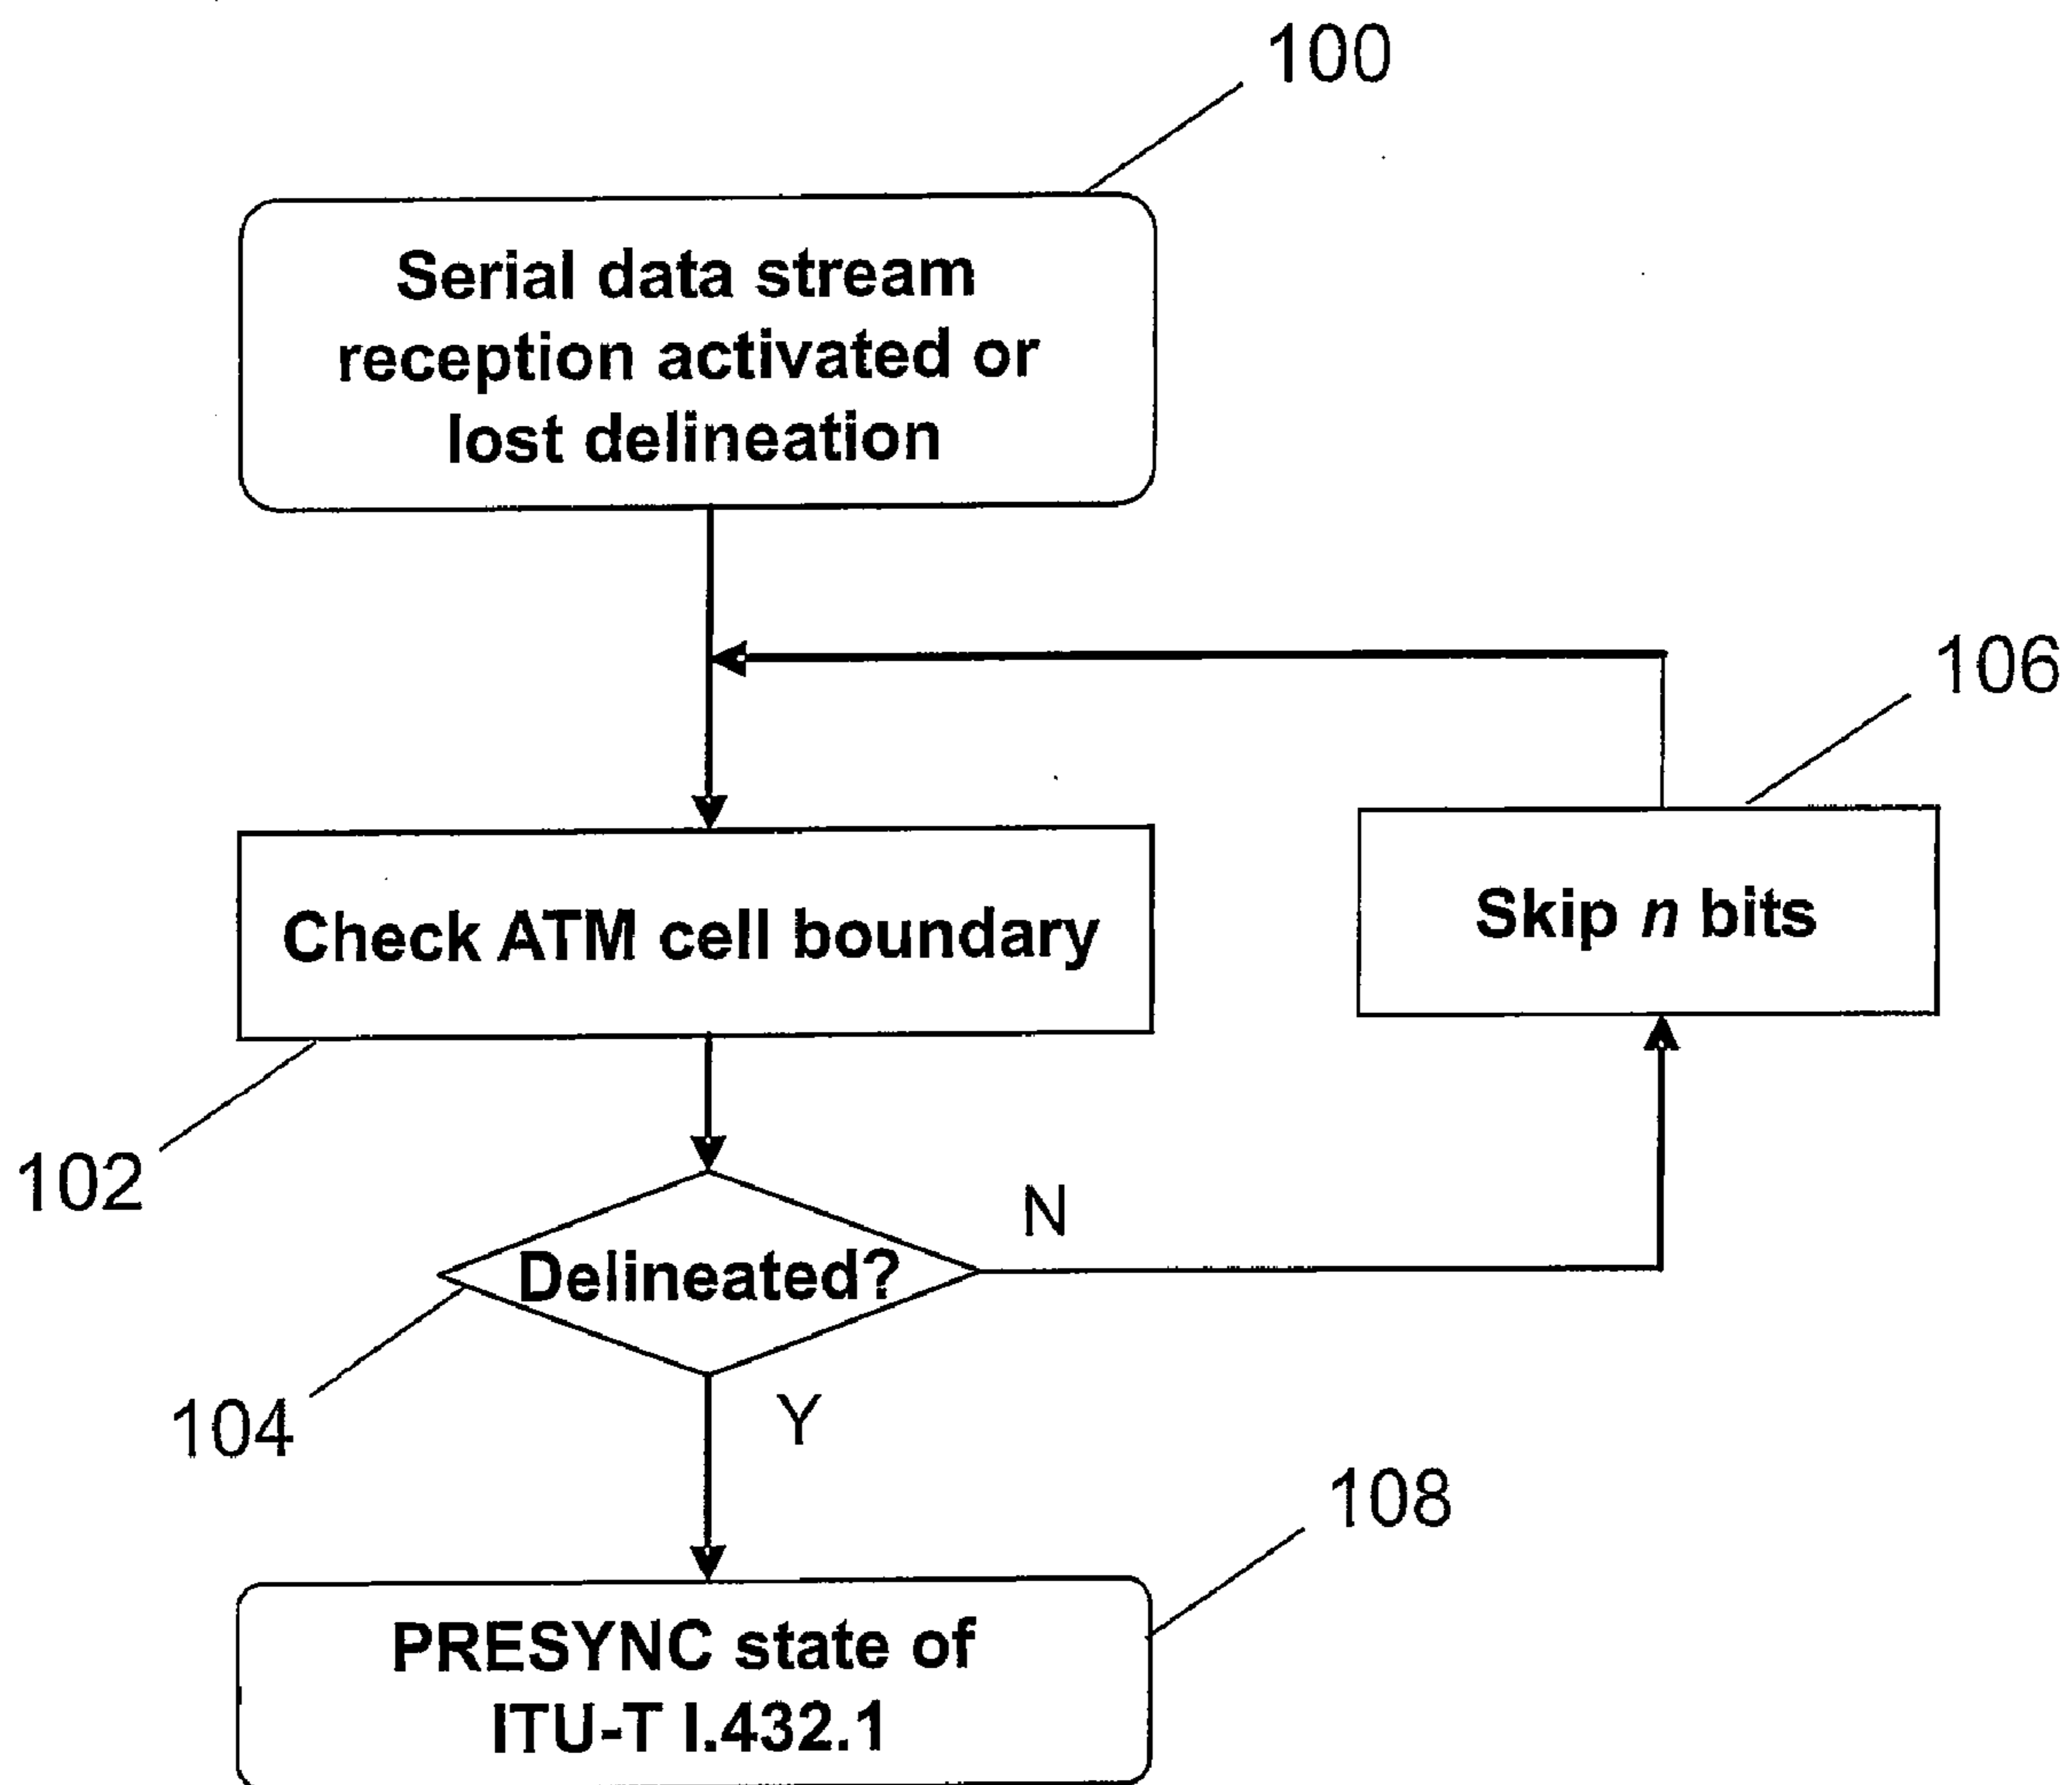 100
Serial data stream
reception activated or
lost delineation
106
Check ATM cell boundary
Skip n bits
102
N
Delineated?
104
Y
108
PRESYNC state of
ITU-T I.432.1